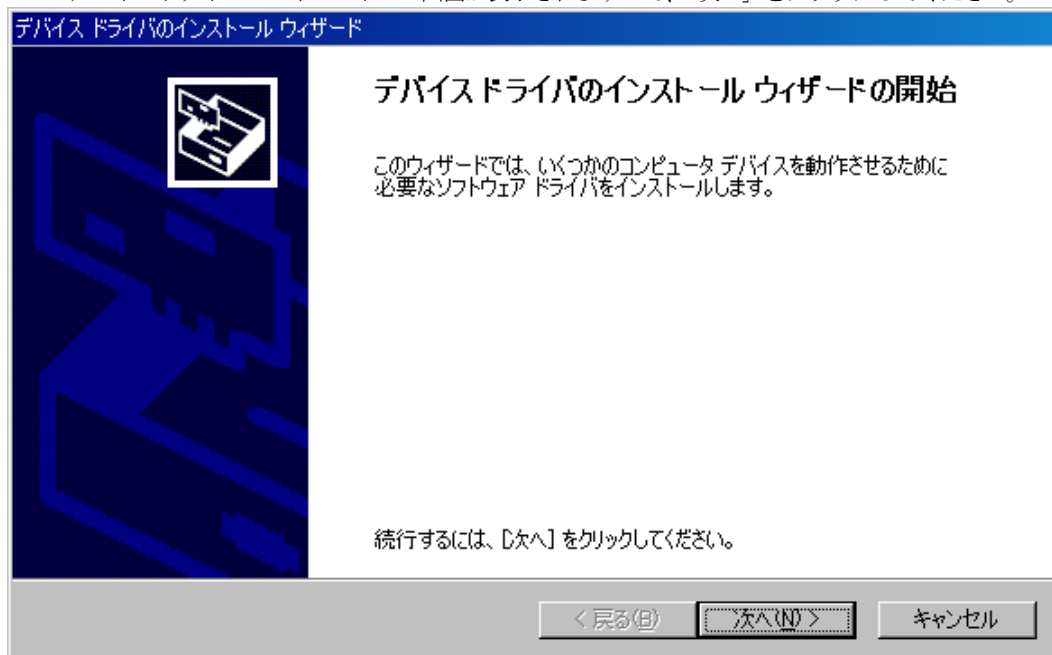 デバイス ドライバのインストール ウィザード
デバイス ドライバのインストール ウィザードの開始
このウィザードでは、いくつかのコンピュータ デバイスを動作させるために
必要なソフトウェア ドライバをインストールします。
続行するには、[次へ] をクリックしてください。
< 戻る(B)
次へ(N) >
キャンセル